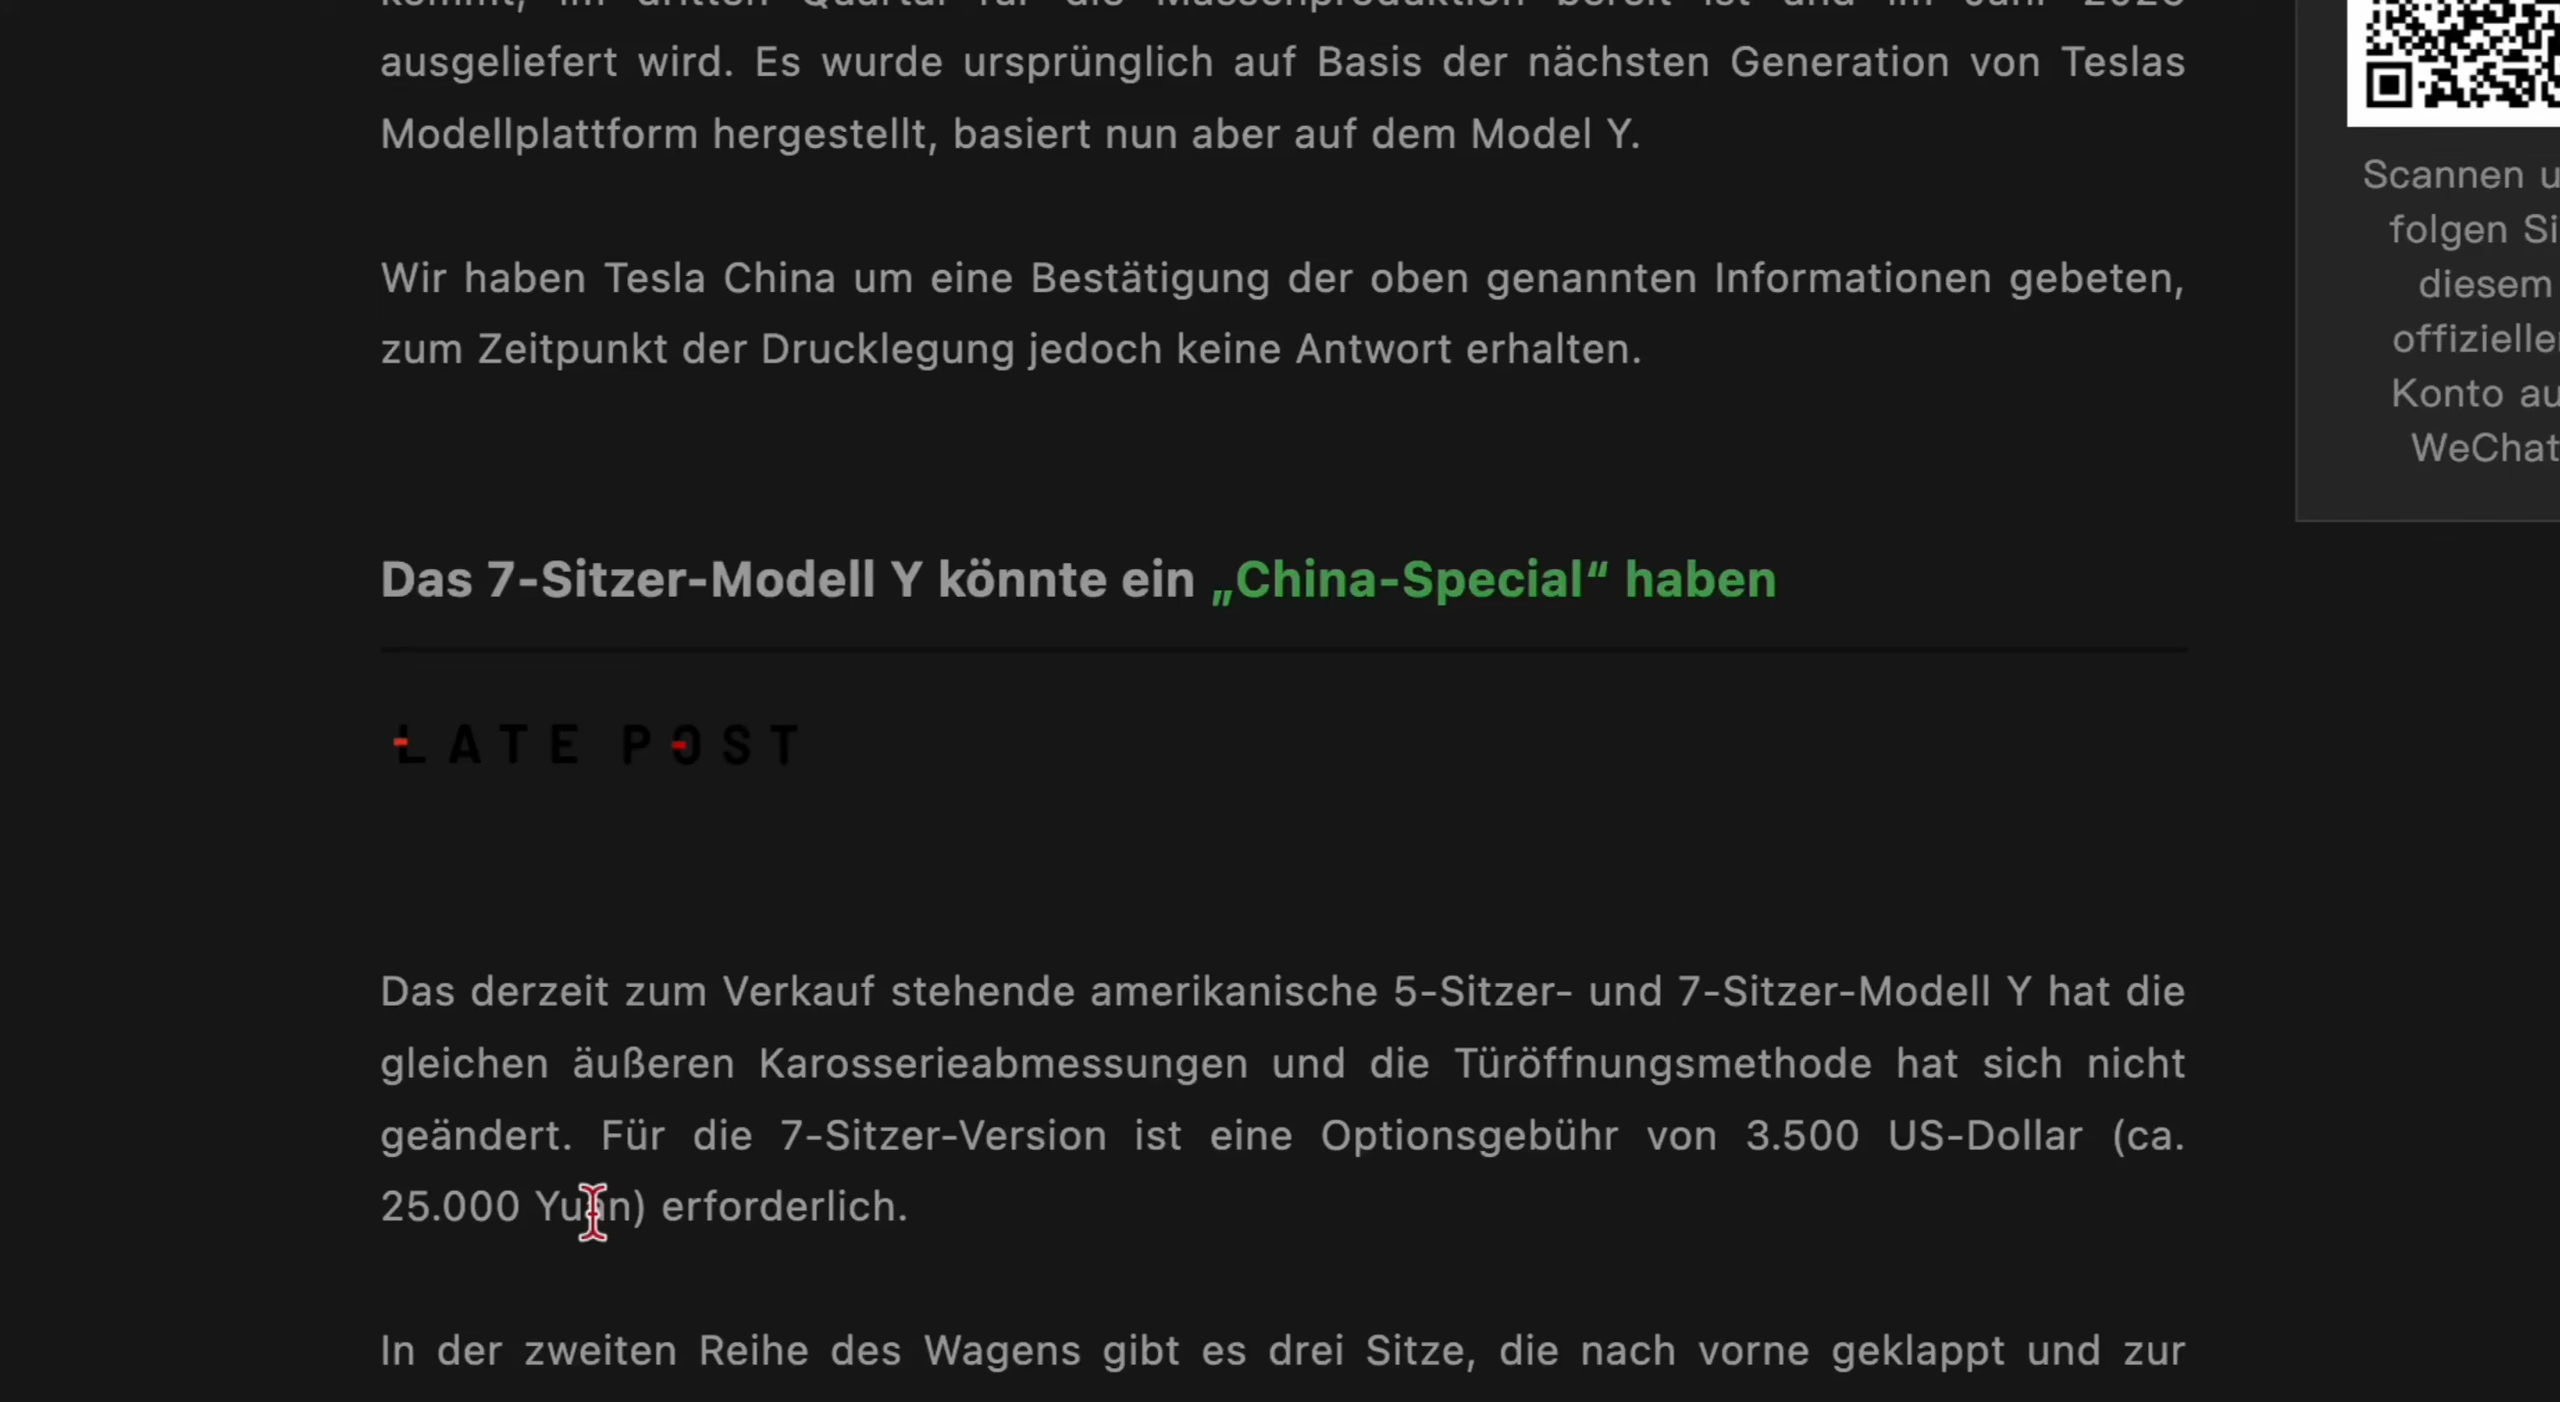 ausgeliefert wird. Es wurde ursprünglich auf Basis der nächsten Generation von Teslas
Modellplattform hergestellt, basiert nun aber auf dem Model Y.
Wir haben Tesla China um eine Bestätigung der oben genannten Informationen gebeten,
zum Zeitpunkt der Drucklegung jedoch keine Antwort erhalten.
Das 7-Sitzer-Modell Y könnte ein „China-Special“ haben
LATE POST
Das derzeit zum Verkauf stehende amerikanische 5-Sitzer- und 7-Sitzer-Modell Y hat die
gleichen äußeren Karosserieabmessungen und die Türöffnungsmethode hat sich nicht
geändert. Für die 7-Sitzer-Version ist eine Optionsgebühr von 3.500 US-Dollar (ca.
25.000 Yuan) erforderlich.
In der zweiten Reihe des Wagens gibt es drei Sitze, die nach vorne geklappt und zur
Scannen
folgen
diesem
Konto
WeChat